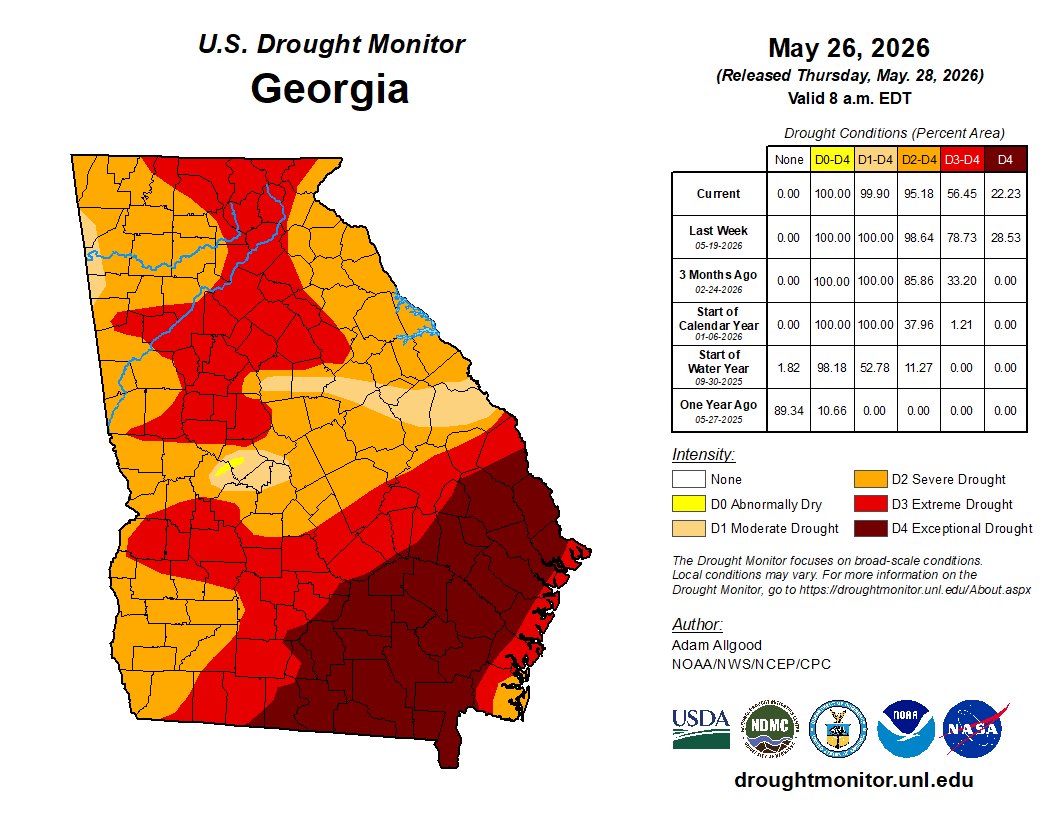 U.S. Drought Monitor
Georgia
May 26, 2026
(Released Thursday, May. 28, 2026)
Valid 8 a.m. EDT
Drought Conditions (Percent Area)
None D0-D4 D1-D4 D2-D4 D3-D4 D4
Current 0.00 100.00 99.90 95.18 56.45 22.23
Last Week
05-19-2026
0.00 100.00 100.00 98.64 78.73 28.53
3 Months Ago
02-24-2026
0.00 100.00 100.00 85.86 33.20 0.00
Start of
Calendar Year
01-06-2026
0.00 100.00 100.00 37.96 1.21 0.00
Start of
Water Year
09-30-2025
1.82 98.18 52.78 11.27 0.00 0.00
One Year Ago
05-27-2025
89.34 10.66 0.00 0.00 0.00 0.00
Intensity:
None
D0 Abnormally Dry
D1 Moderate Drought
D2 Severe Drought
D3 Extreme Drought
D4 Exceptional Drought
The Drought Monitor focuses on broad-scale conditions.
Local conditions may vary. For more information on the
Drought Monitor, go to https://droughtmonitor.unl.edu/About.aspx
Author:
Adam Allgood
NOAA/NWS/NCEP/CPC
USDA
NDMC
NOAA
NASA
droughtmonitor.unl.edu